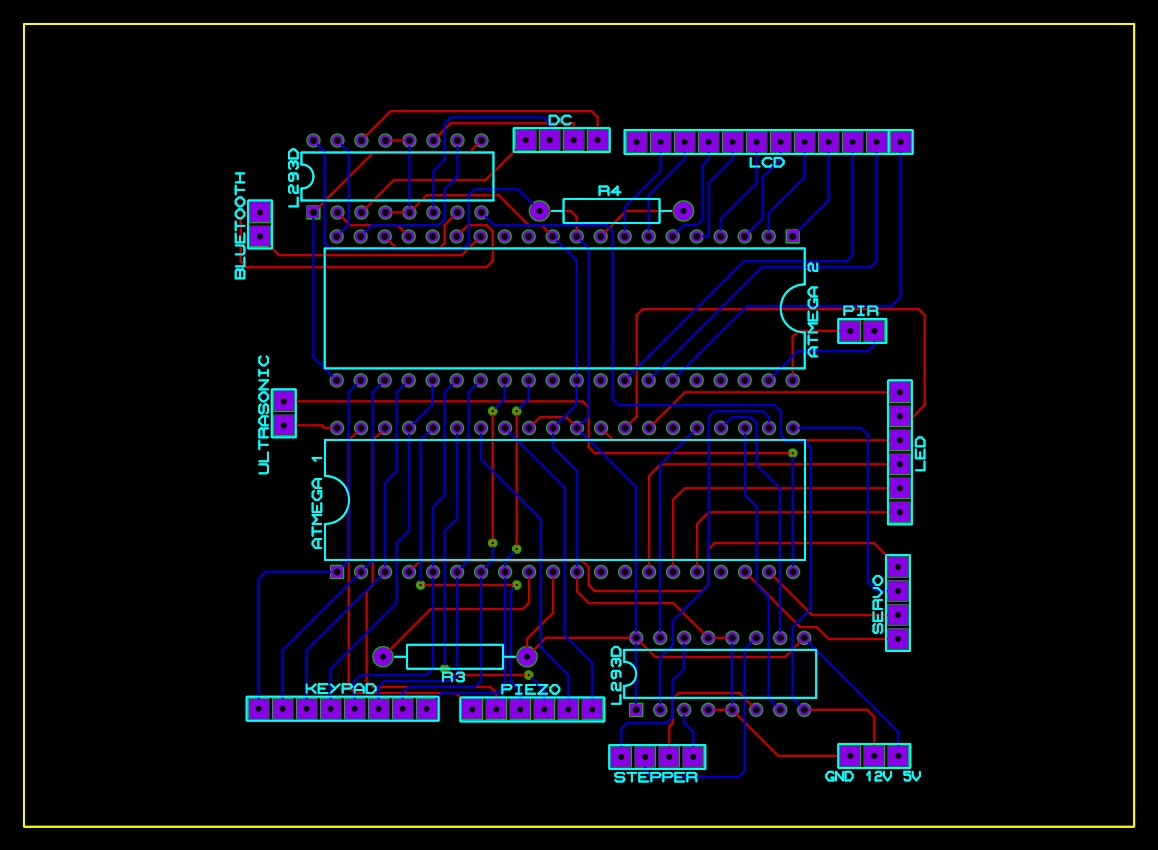 DC
LCD
L293D
R4
BLUETOOTH
ATMEGA 2
PIR
ULTRASONIC
LED
ATMEGA 1
SERVO
L293D
R3
KEYPAD
PIEZO
STEPPER
GND 12V 5V